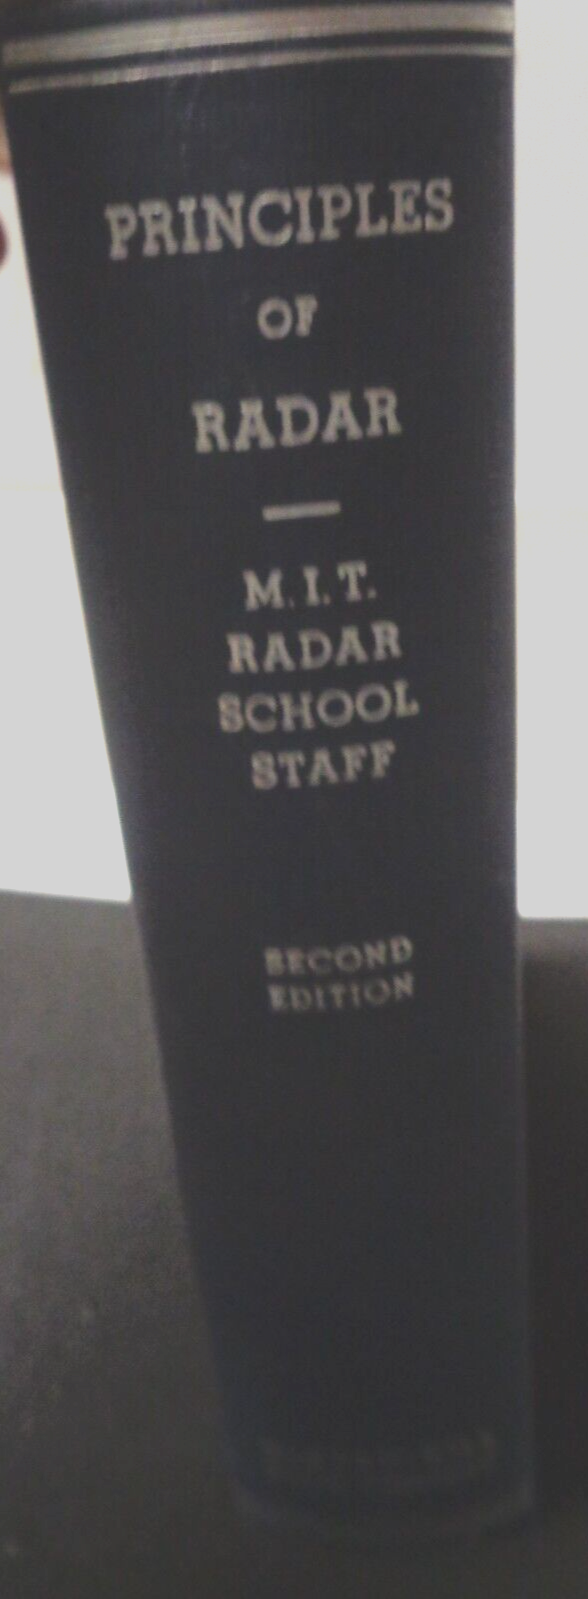 PRINCIPLES
OF
RADAR
M.I.T.
RADAR
SCHOOL
STAFF
SECOND
EDITION